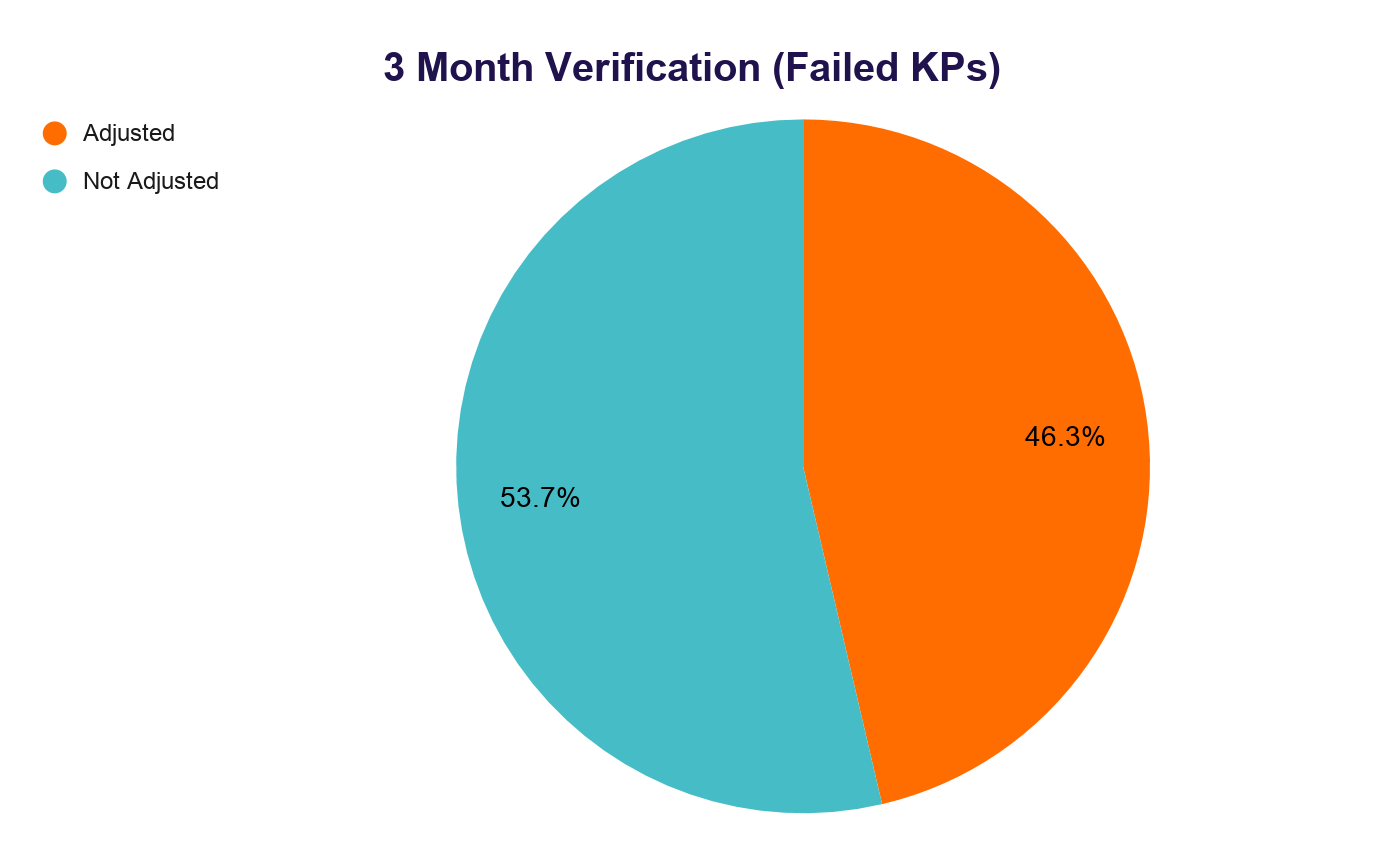 3 Month Verification (Failed KPs)
Adjusted
Not Adjusted
46.3%
53.7%